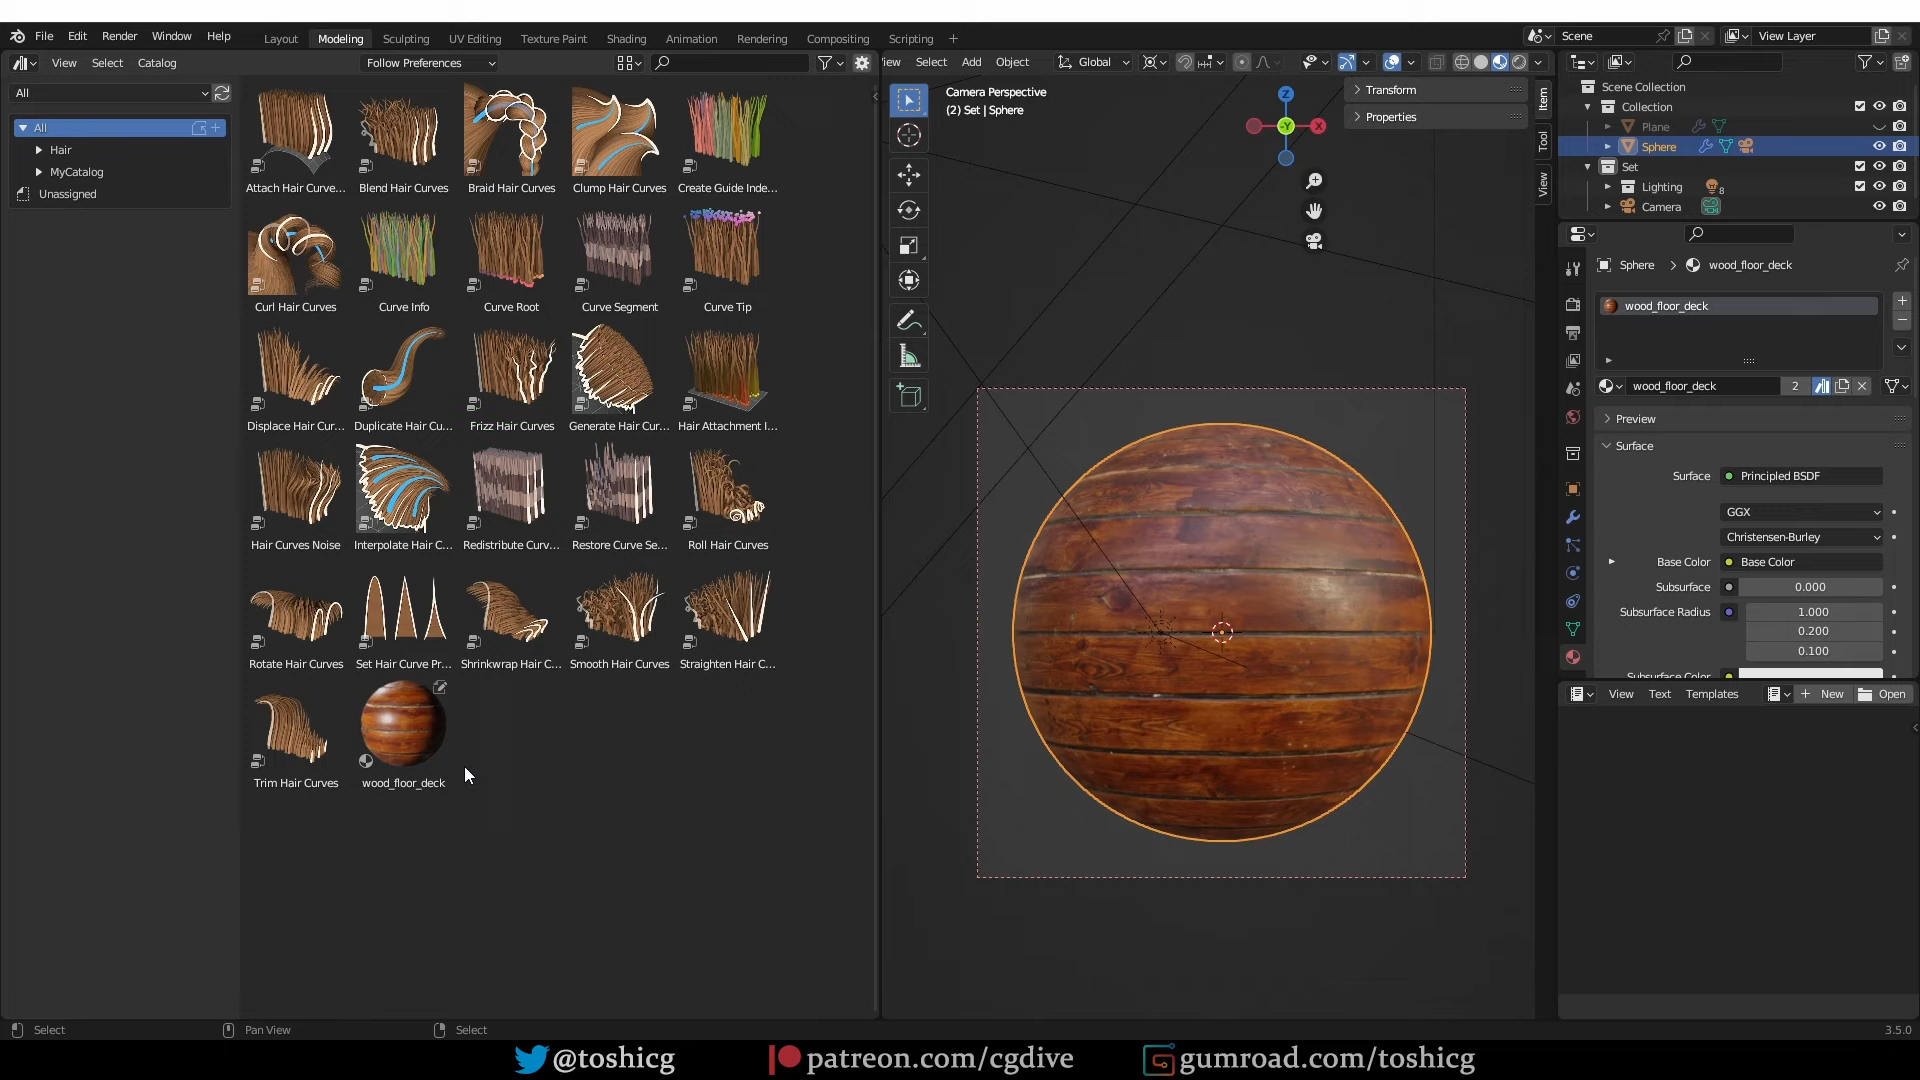 File Edit Render Window Help
Layout Modeling Sculpting UV Editing Texture Paint Shading Animation Rendering Compositing Scripting +
Scene
View Layer
View Select Catalog
Follow Preferences
iew Select Add Object
Global
All
All
Hair
MyCatalog
Unassigned
Attach Hair Curve... Blend Hair Curves Braid Hair Curves Clump Hair Curves Create Guide Inde...
Curl Hair Curves Curve Info Curve Root Curve Segment Curve Tip
Displace Hair Cur... Duplicate Hair Cu... Frizz Hair Curves Generate Hair Cur... Hair Attachment I...
Hair Curves Noise Interpolate Hair C... Redistribute Curv... Restore Curve Se... Roll Hair Curves
Rotate Hair Curves Set Hair Curve Pr... Shrinkwrap Hair C... Smooth Hair Curves Straighten Hair C...
Trim Hair Curves wood_floor_deck
Camera Perspective
(2) Set | Sphere
Z
-Y
X
Transform
Properties
Item
Tool
View
Scene Collection
Collection
Plane
Sphere
Set
Lighting
8
Camera
Sphere > wood_floor_deck
wood_floor_deck
wood_floor_deck 2
Preview
Surface
Surface Principled BSDF
GGX
Christensen-Burley
Base Color Base Color
Subsurface 0.000
Subsurface Radius 1.000
0.200
0.100
Subsurface Color
View Text Templates + New Open
Select
Pan View
Select
3.5.0
@toshicg
patreon.com/cgdive
gumroad.com/toshicg